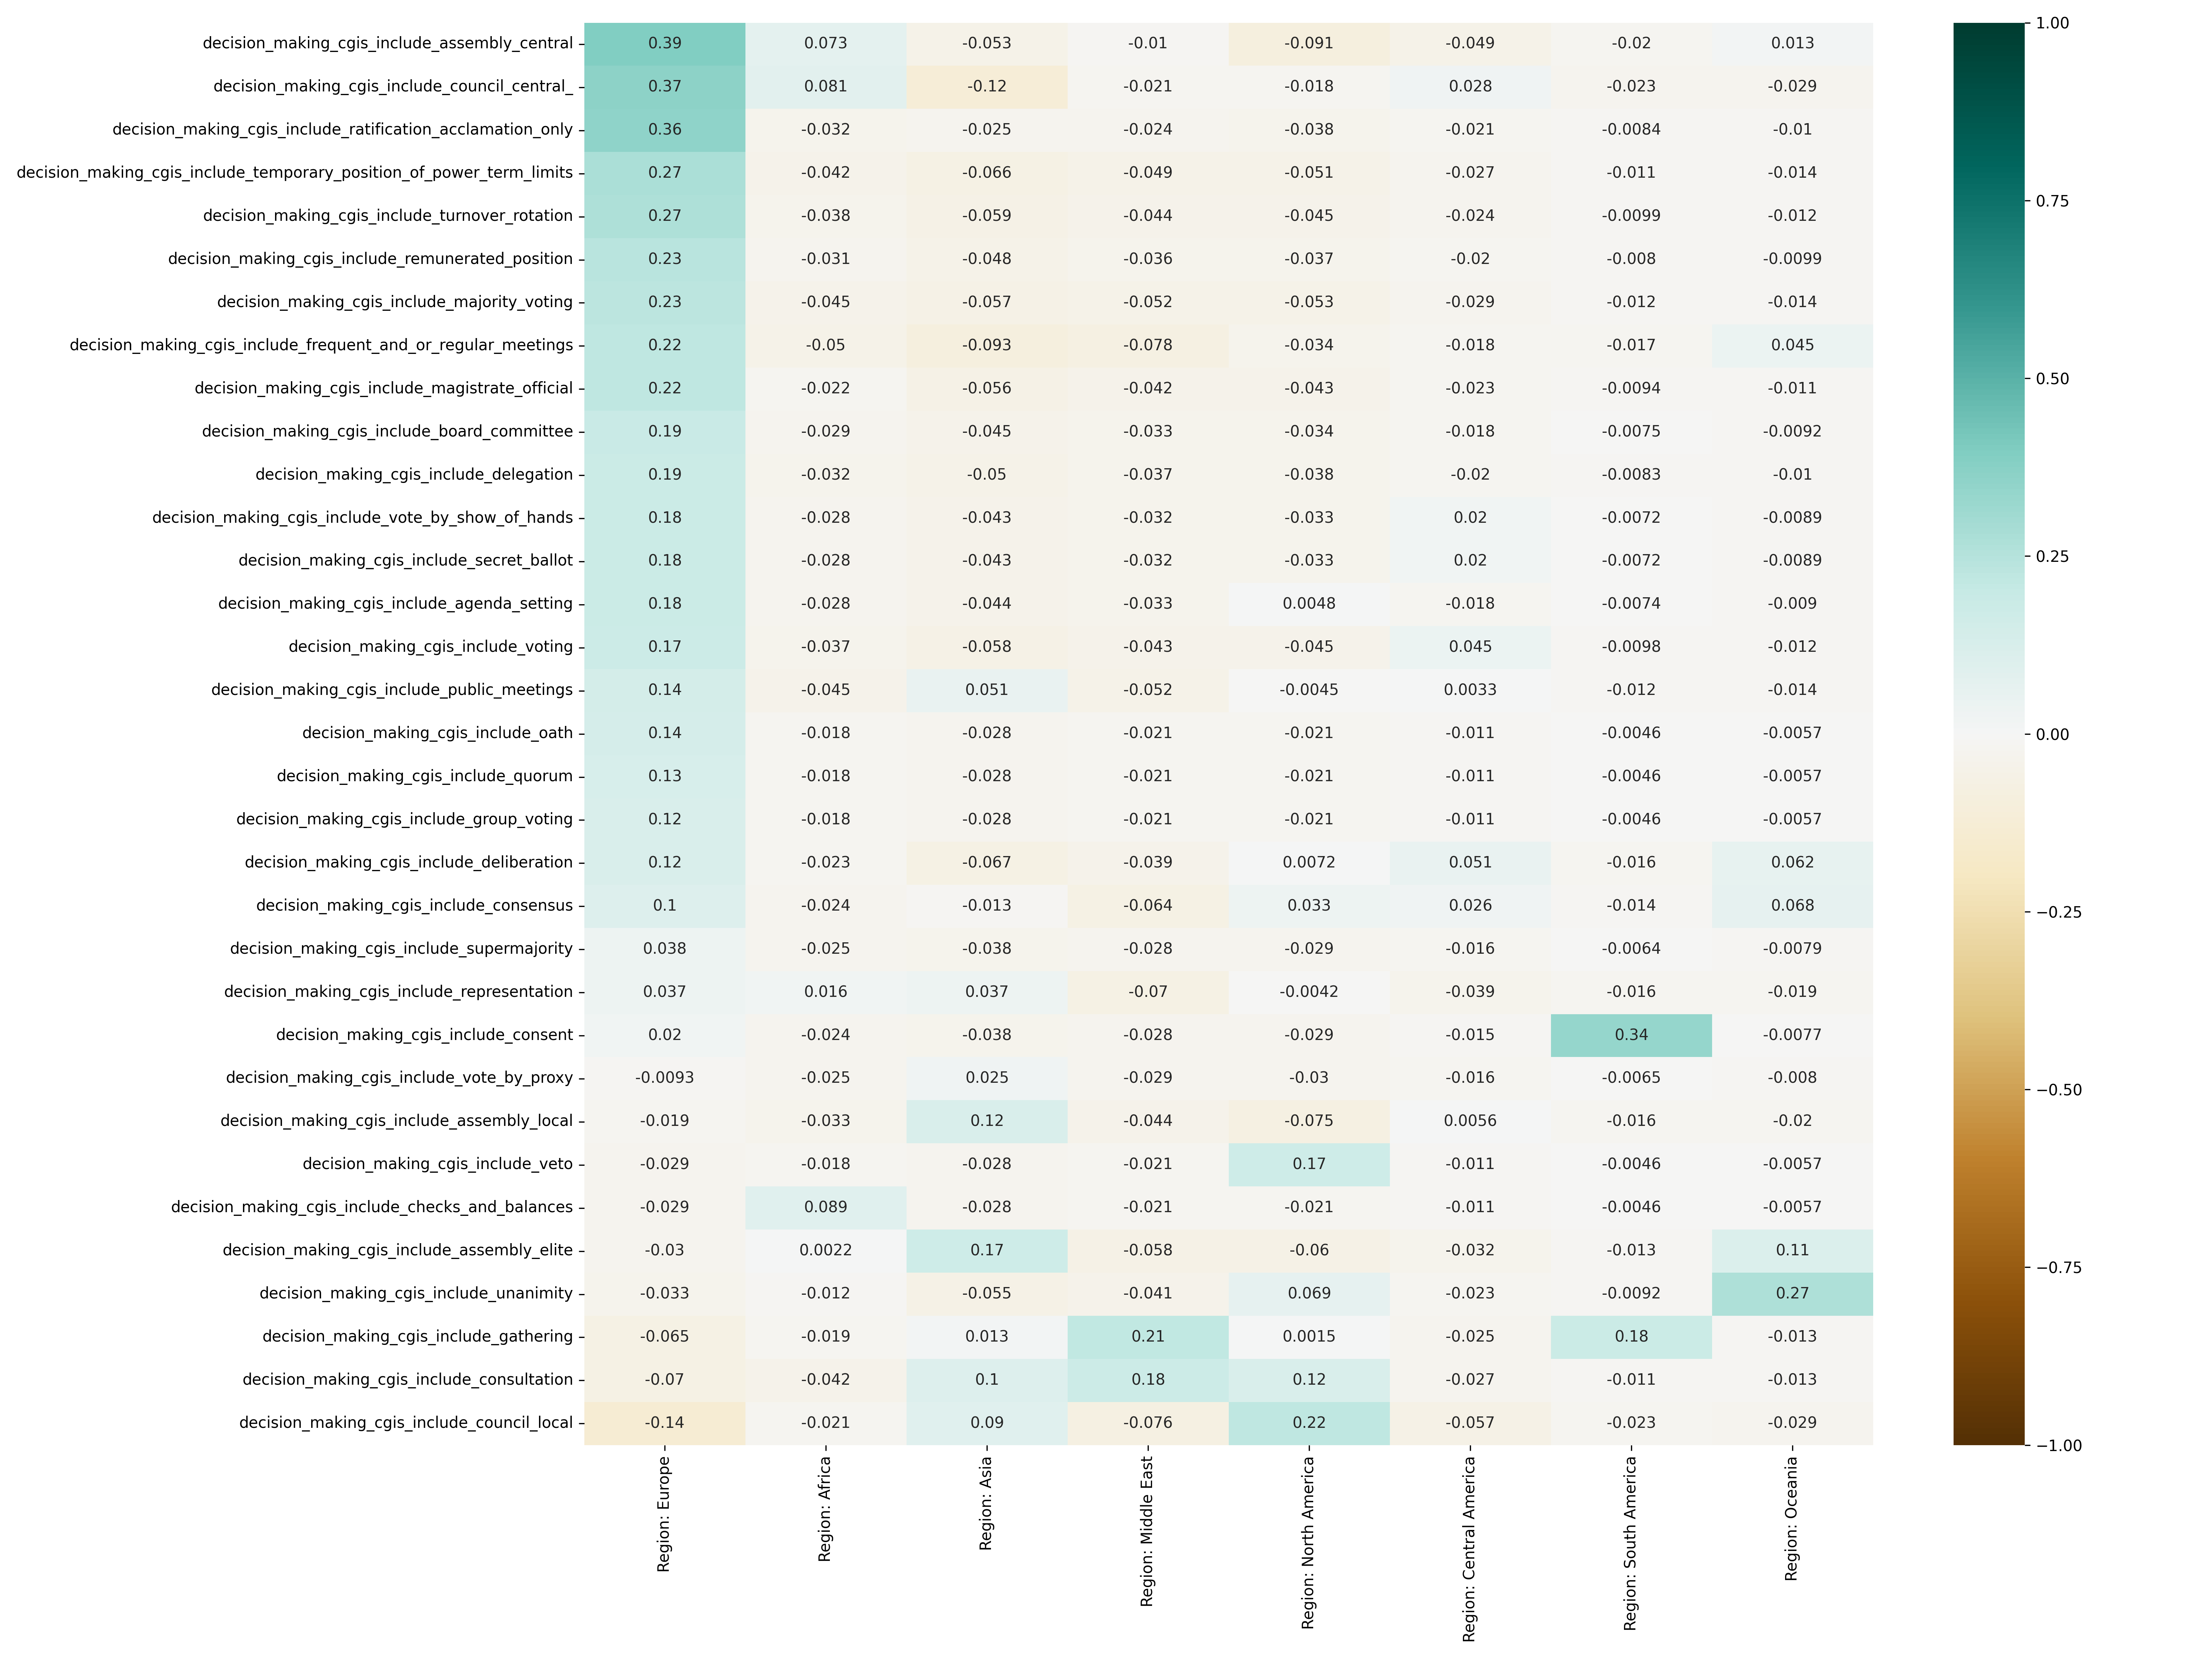 decision_making_cgis_include_assembly_central 0.39 0.073 -0.053 -0.01 -0.091 -0.049 -0.02 0.013
decision_making_cgis_include_council_central_ 0.37 0.081 -0.12 -0.021 -0.018 0.028 -0.023 -0.029
decision_making_cgis_include_ratification_acclamation_only 0.36 -0.032 -0.025 -0.024 -0.038 -0.021 -0.0084 -0.01
decision_making_cgis_include_temporary_position_of_power_term_limits 0.27 -0.042 -0.066 -0.049 -0.051 -0.027 -0.011 -0.014
decision_making_cgis_include_turnover_rotation 0.27 -0.038 -0.059 -0.044 -0.045 -0.024 -0.0099 -0.012
decision_making_cgis_include_remunerated_position 0.23 -0.031 -0.048 -0.036 -0.037 -0.02 -0.008 -0.0099
decision_making_cgis_include_majority_voting 0.23 -0.045 -0.057 -0.052 -0.053 -0.029 -0.012 -0.014
decision_making_cgis_include_frequent_and_or_regular_meetings 0.22 -0.05 -0.093 -0.078 -0.034 -0.018 -0.017 0.045
decision_making_cgis_include_magistrate_official 0.22 -0.022 -0.056 -0.042 -0.043 -0.023 -0.0094 -0.011
decision_making_cgis_include_board_committee 0.19 -0.029 -0.045 -0.033 -0.034 -0.018 -0.0075 -0.0092
decision_making_cgis_include_delegation 0.19 -0.032 -0.05 -0.037 -0.038 -0.02 -0.0083 -0.01
decision_making_cgis_include_vote_by_show_of_hands 0.18 -0.028 -0.043 -0.032 -0.033 0.02 -0.0072 -0.0089
decision_making_cgis_include_secret_ballot 0.18 -0.028 -0.043 -0.032 -0.033 0.02 -0.0072 -0.0089
decision_making_cgis_include_agenda_setting 0.18 -0.028 -0.044 -0.033 0.0048 -0.018 -0.0074 -0.009
decision_making_cgis_include_voting 0.17 -0.037 -0.058 -0.043 -0.045 0.045 -0.0098 -0.012
decision_making_cgis_include_public_meetings 0.14 -0.045 0.051 -0.052 -0.0045 0.0033 -0.012 -0.014
decision_making_cgis_include_oath 0.14 -0.018 -0.028 -0.021 -0.021 -0.011 -0.0046 -0.0057
decision_making_cgis_include_quorum 0.13 -0.018 -0.028 -0.021 -0.021 -0.011 -0.0046 -0.0057
decision_making_cgis_include_group_voting 0.12 -0.018 -0.028 -0.021 -0.021 -0.011 -0.0046 -0.0057
decision_making_cgis_include_deliberation 0.12 -0.023 -0.067 -0.039 0.0072 0.051 -0.016 0.062
decision_making_cgis_include_consensus 0.1 -0.024 -0.013 -0.064 0.033 0.026 -0.014 0.068
decision_making_cgis_include_supermajority 0.038 -0.025 -0.038 -0.028 -0.029 -0.016 -0.0064 -0.0079
decision_making_cgis_include_representation 0.037 0.016 0.037 -0.07 -0.0042 -0.039 -0.016 -0.019
decision_making_cgis_include_consent 0.02 -0.024 -0.038 -0.028 -0.029 -0.015 0.34 -0.0077
decision_making_cgis_include_vote_by_proxy -0.0093 -0.025 0.025 -0.029 -0.03 -0.016 -0.0065 -0.008
decision_making_cgis_include_assembly_local -0.019 -0.033 0.12 -0.044 -0.075 0.0056 -0.016 -0.02
decision_making_cgis_include_veto -0.029 -0.018 -0.028 -0.021 0.17 -0.011 -0.0046 -0.0057
decision_making_cgis_include_checks_and_balances -0.029 0.089 -0.028 -0.021 -0.021 -0.011 -0.0046 -0.0057
decision_making_cgis_include_assembly_elite -0.03 0.0022 0.17 -0.058 -0.06 -0.032 -0.013 0.11
decision_making_cgis_include_unanimity -0.033 -0.012 -0.055 -0.041 0.069 -0.023 -0.0092 0.27
decision_making_cgis_include_gathering -0.065 -0.019 0.013 0.21 0.0015 -0.025 0.18 -0.013
decision_making_cgis_include_consultation -0.07 -0.042 0.1 0.18 0.12 -0.027 -0.011 -0.013
decision_making_cgis_include_council_local -0.14 -0.021 0.09 -0.076 0.22 -0.057 -0.023 -0.029
Region: Europe
Region: Africa
Region: Asia
Region: Middle East
Region: North America
Region: Central America
Region: South America
Region: Oceania
1.00
0.75
0.50
0.25
0.00
−0.25
−0.50
−0.75
−1.00